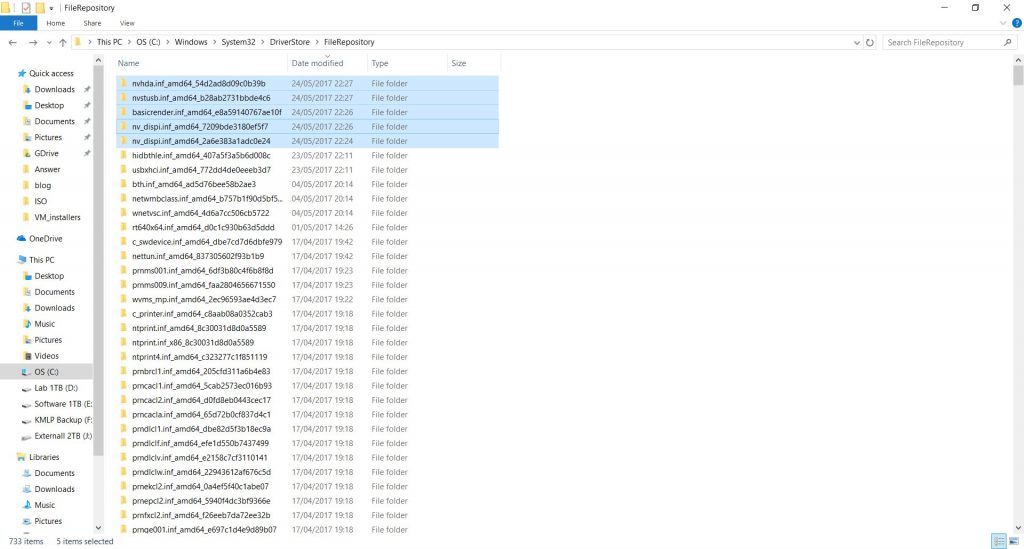 FileRepository
File Home Share View
This PC OS (C:) Windows System32 DriverStore FileRepository
Search FileRepository
Name Date modified Type Size
Quick access
Downloads
Desktop
Documents
Pictures
GDrive
Answer
blog
ISO
VM_installers
OneDrive
This PC
Desktop
Documents
Downloads
Music
Pictures
Videos
OS (C:)
Lab 1TB (D:)
Software 1TB (E:
KMLP Backup (F:
Externall 2TB (J:)
Libraries
Documents
Downloads
Music
Pictures
nvhda.inf_amd64_54d2ad8d09c0b39b 24/05/2017 22:27 File folder
nvstusb.inf_amd64_b28ab2731bbde4c6 24/05/2017 22:27 File folder
basicrender.inf_amd64_e8a59140767ae10f 24/05/2017 22:26 File folder
nv_dispi.inf_amd64_7209bde3180ef5f7 24/05/2017 22:26 File folder
nv_dispi.inf_amd64_2a6e383a1adc0e24 24/05/2017 22:24 File folder
hidbthle.inf_amd64_407a5f3a5b6d008c 23/05/2017 22:11 File folder
usbxhci.inf_amd64_772dd4de0eeeb3d7 23/05/2017 22:11 File folder
bth.inf_amd64_ad5d76bee58b2ae3 04/05/2017 20:14 File folder
netwmbclass.inf_amd64_b757b1f90d5bf5... 04/05/2017 20:14 File folder
wnetvsc.inf_amd64_4d6a7cc506cb5722 04/05/2017 20:14 File folder
rt640x64.inf_amd64_d0c1c930b63d5ddd 01/05/2017 14:26 File folder
c_swdevice.inf_amd64_dbe7cd7d6dbfe979 17/04/2017 19:42 File folder
nettun.inf_amd64_837305602f93b1b9 17/04/2017 19:42 File folder
prnms001.inf_amd64_6df3b80c4f6b8f8d 17/04/2017 19:23 File folder
prnms009.inf_amd64_faa2804656671550 17/04/2017 19:23 File folder
wvms_mp.inf_amd64_2ec96593ae4d3ec7 17/04/2017 19:22 File folder
c_printer.inf_amd64_c8aab08a0352cab3 17/04/2017 19:18 File folder
ntprint.inf_amd64_8c30031d8d0a5589 17/04/2017 19:18 File folder
ntprint.inf_x86_8c30031d8d0a5589 17/04/2017 19:18 File folder
ntprint4.inf_amd64_c323277c1f851119 17/04/2017 19:18 File folder
prnbrcl1.inf_amd64_205cfd311a6b4e83 17/04/2017 19:18 File folder
prncacl1.inf_amd64_5cab2573ec016b93 17/04/2017 19:18 File folder
prncacl2.inf_amd64_d0fd8eb0443cec17 17/04/2017 19:18 File folder
prncacla.inf_amd64_65d72b0cf837d4c1 17/04/2017 19:18 File folder
prndlcl1.inf_amd64_dbe82d5f3b18ec9a 17/04/2017 19:18 File folder
prndlclf.inf_amd64_efe1d550b7437499 17/04/2017 19:18 File folder
prndlclv.inf_amd64_e2158c7cf3110141 17/04/2017 19:18 File folder
prndlclw.inf_amd64_22943612af676c5d 17/04/2017 19:18 File folder
prnekcl2.inf_amd64_0a4ef5f40c1abe07 17/04/2017 19:18 File folder
prnepcl2.inf_amd64_5940f4dc3bf9366e 17/04/2017 19:18 File folder
prnfxcl2.inf_amd64_f26eeb7da72ee32b 17/04/2017 19:18 File folder
prnge001.inf_amd64_e697c1d4e9d89b07 17/04/2017 19:18 File folder
733 items 5 items selected